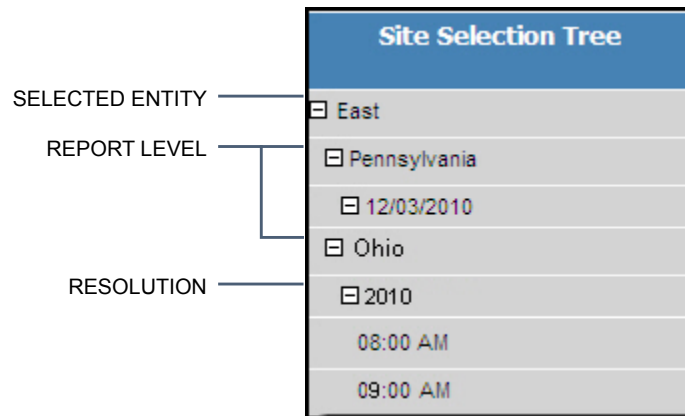 Site Selection Tree
SELECTED ENTITY
East
REPORT LEVEL
Pennsylvania
12/03/2010
Ohio
RESOLUTION
2010
08:00 AM
09:00 AM